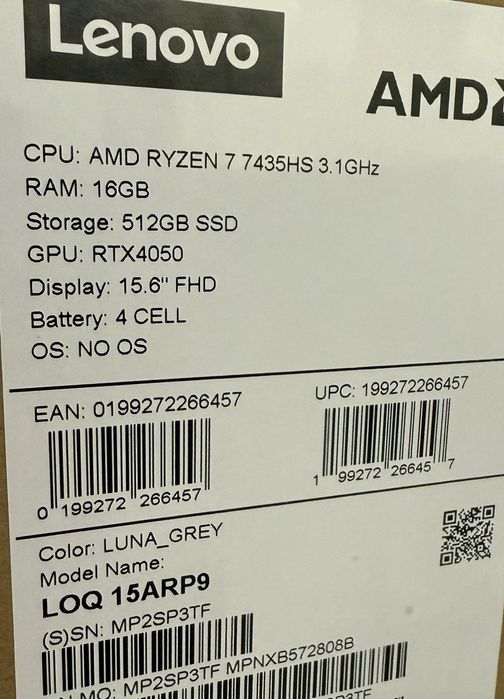 Lenovo
AMD
CPU: AMD RYZEN 7 7435HS 3.1GHz
RAM: 16GB
Storage: 512GB SSD
GPU: RTX4050
Display: 15.6" FHD
Battery: 4 CELL
OS: NO OS
EAN: 0199272266457
UPC: 199272266457
0 199272 266457
1 99272 26645 7
Color: LUNA_GREY
Model Name:
LOQ 15ARP9
(S)SN: MP2SP3TF
MO: MP2SP3TF MPNXB572808B